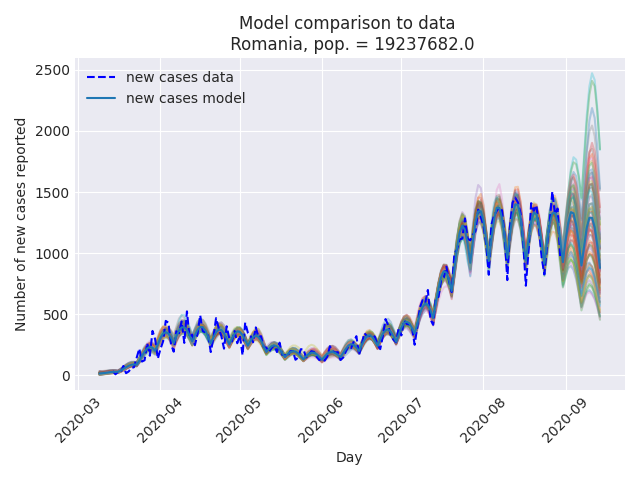 Model comparison to data
Romania, pop. = 19237682.0
new cases data
new cases model
Number of new cases reported
2500
2000
1500
1000
500
0
2020-03
2020-04
2020-05
2020-06
2020-07
2020-08
2020-09
Day